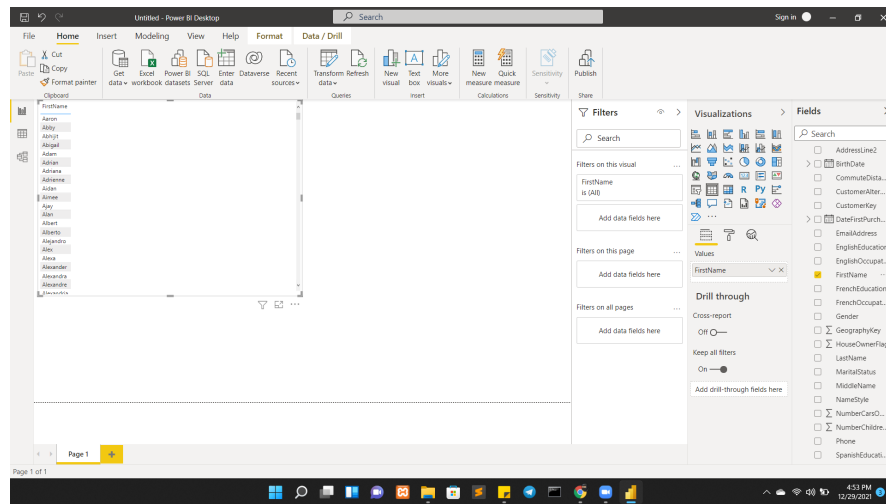 Untitled - Power BI Desktop
Search
Sign in
File Home Insert Modeling View Help Format Data / Drill
Paste
Cut
Copy
Format painter
Get data
Excel workbook
Power BI datasets
SQL Server
Enter data
Dataverse
Recent sources
Transform data
Refresh
New visual
Text box
More visuals
New measure
Quick measure
Sensitivity
Publish
Clipboard Data Queries Insert Calculations Sensitivity Share
FirstName
Aaron
Abby
Abhijit
Abigail
Adam
Adrian
Adriana
Adrienne
Aidan
Aimee
Ajay
Alan
Albert
Alberto
Alejandro
Alex
Alexa
Alexander
Alexandra
Alexandre
Alexandria
Filters
Search
Filters on this visual ...
FirstName
is (All)
Add data fields here
Filters on this page ...
Add data fields here
Filters on all pages ...
Add data fields here
Visualizations
R Py
Values
FirstName
Drill through
Cross-report
Off
Keep all filters
On
Add drill-through fields here
Fields
Search
AddressLine2
BirthDate
CommuteDista...
CustomerAlter...
CustomerKey
DateFirstPurch...
EmailAddress
EnglishEducation
EnglishOccupat...
FirstName
FrenchEducation
FrenchOccupat...
Gender
GeographyKey
HouseOwnerFlag
LastName
MaritalStatus
MiddleName
NameStyle
NumberCarsO...
NumberChildre...
Phone
SpanishEducati...
Page 1
Page 1 of 1
4:53 PM
12/29/2021